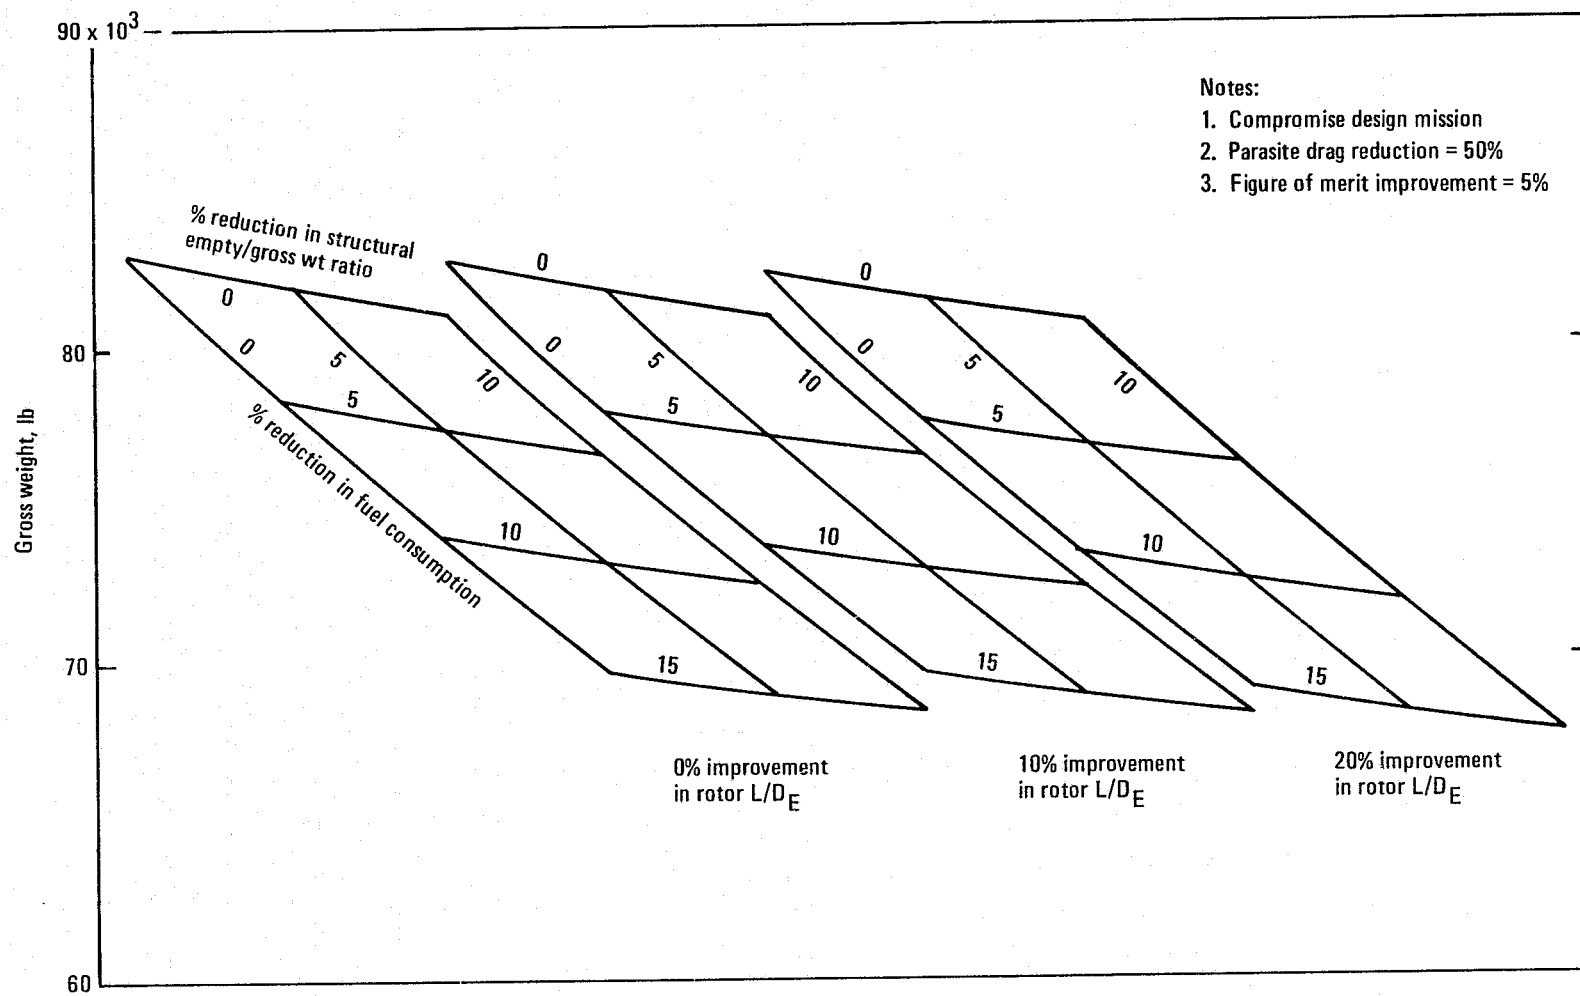 90 x 10³
Notes:
1. Compromise design mission
2. Parasite drag reduction = 50%
3. Figure of merit improvement = 5%
% reduction in structural
empty/gross wt ratio
0
0
0
0
5
10
0
5
10
0
5
10
80
5
5
5
% reduction in fuel consumption
Gross weight, lb
10
10
10
70
15
15
15
0% improvement
in rotor L/D_E
10% improvement
in rotor L/D_E
20% improvement
in rotor L/D_E
60